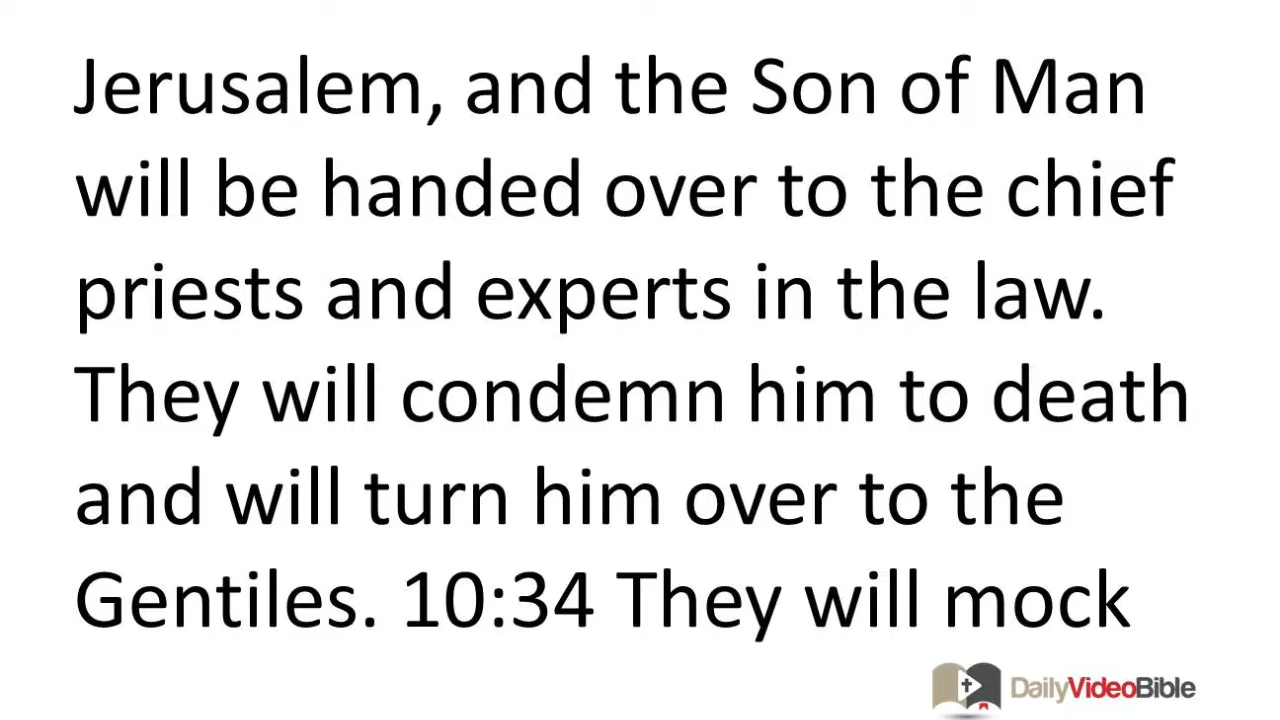 Jerusalem, and the Son of Man
will be handed over to the chief
priests and experts in the law.
They will condemn him to death
and will turn him over to the
Gentiles. 10:34 They will mock
DailyVideoBible